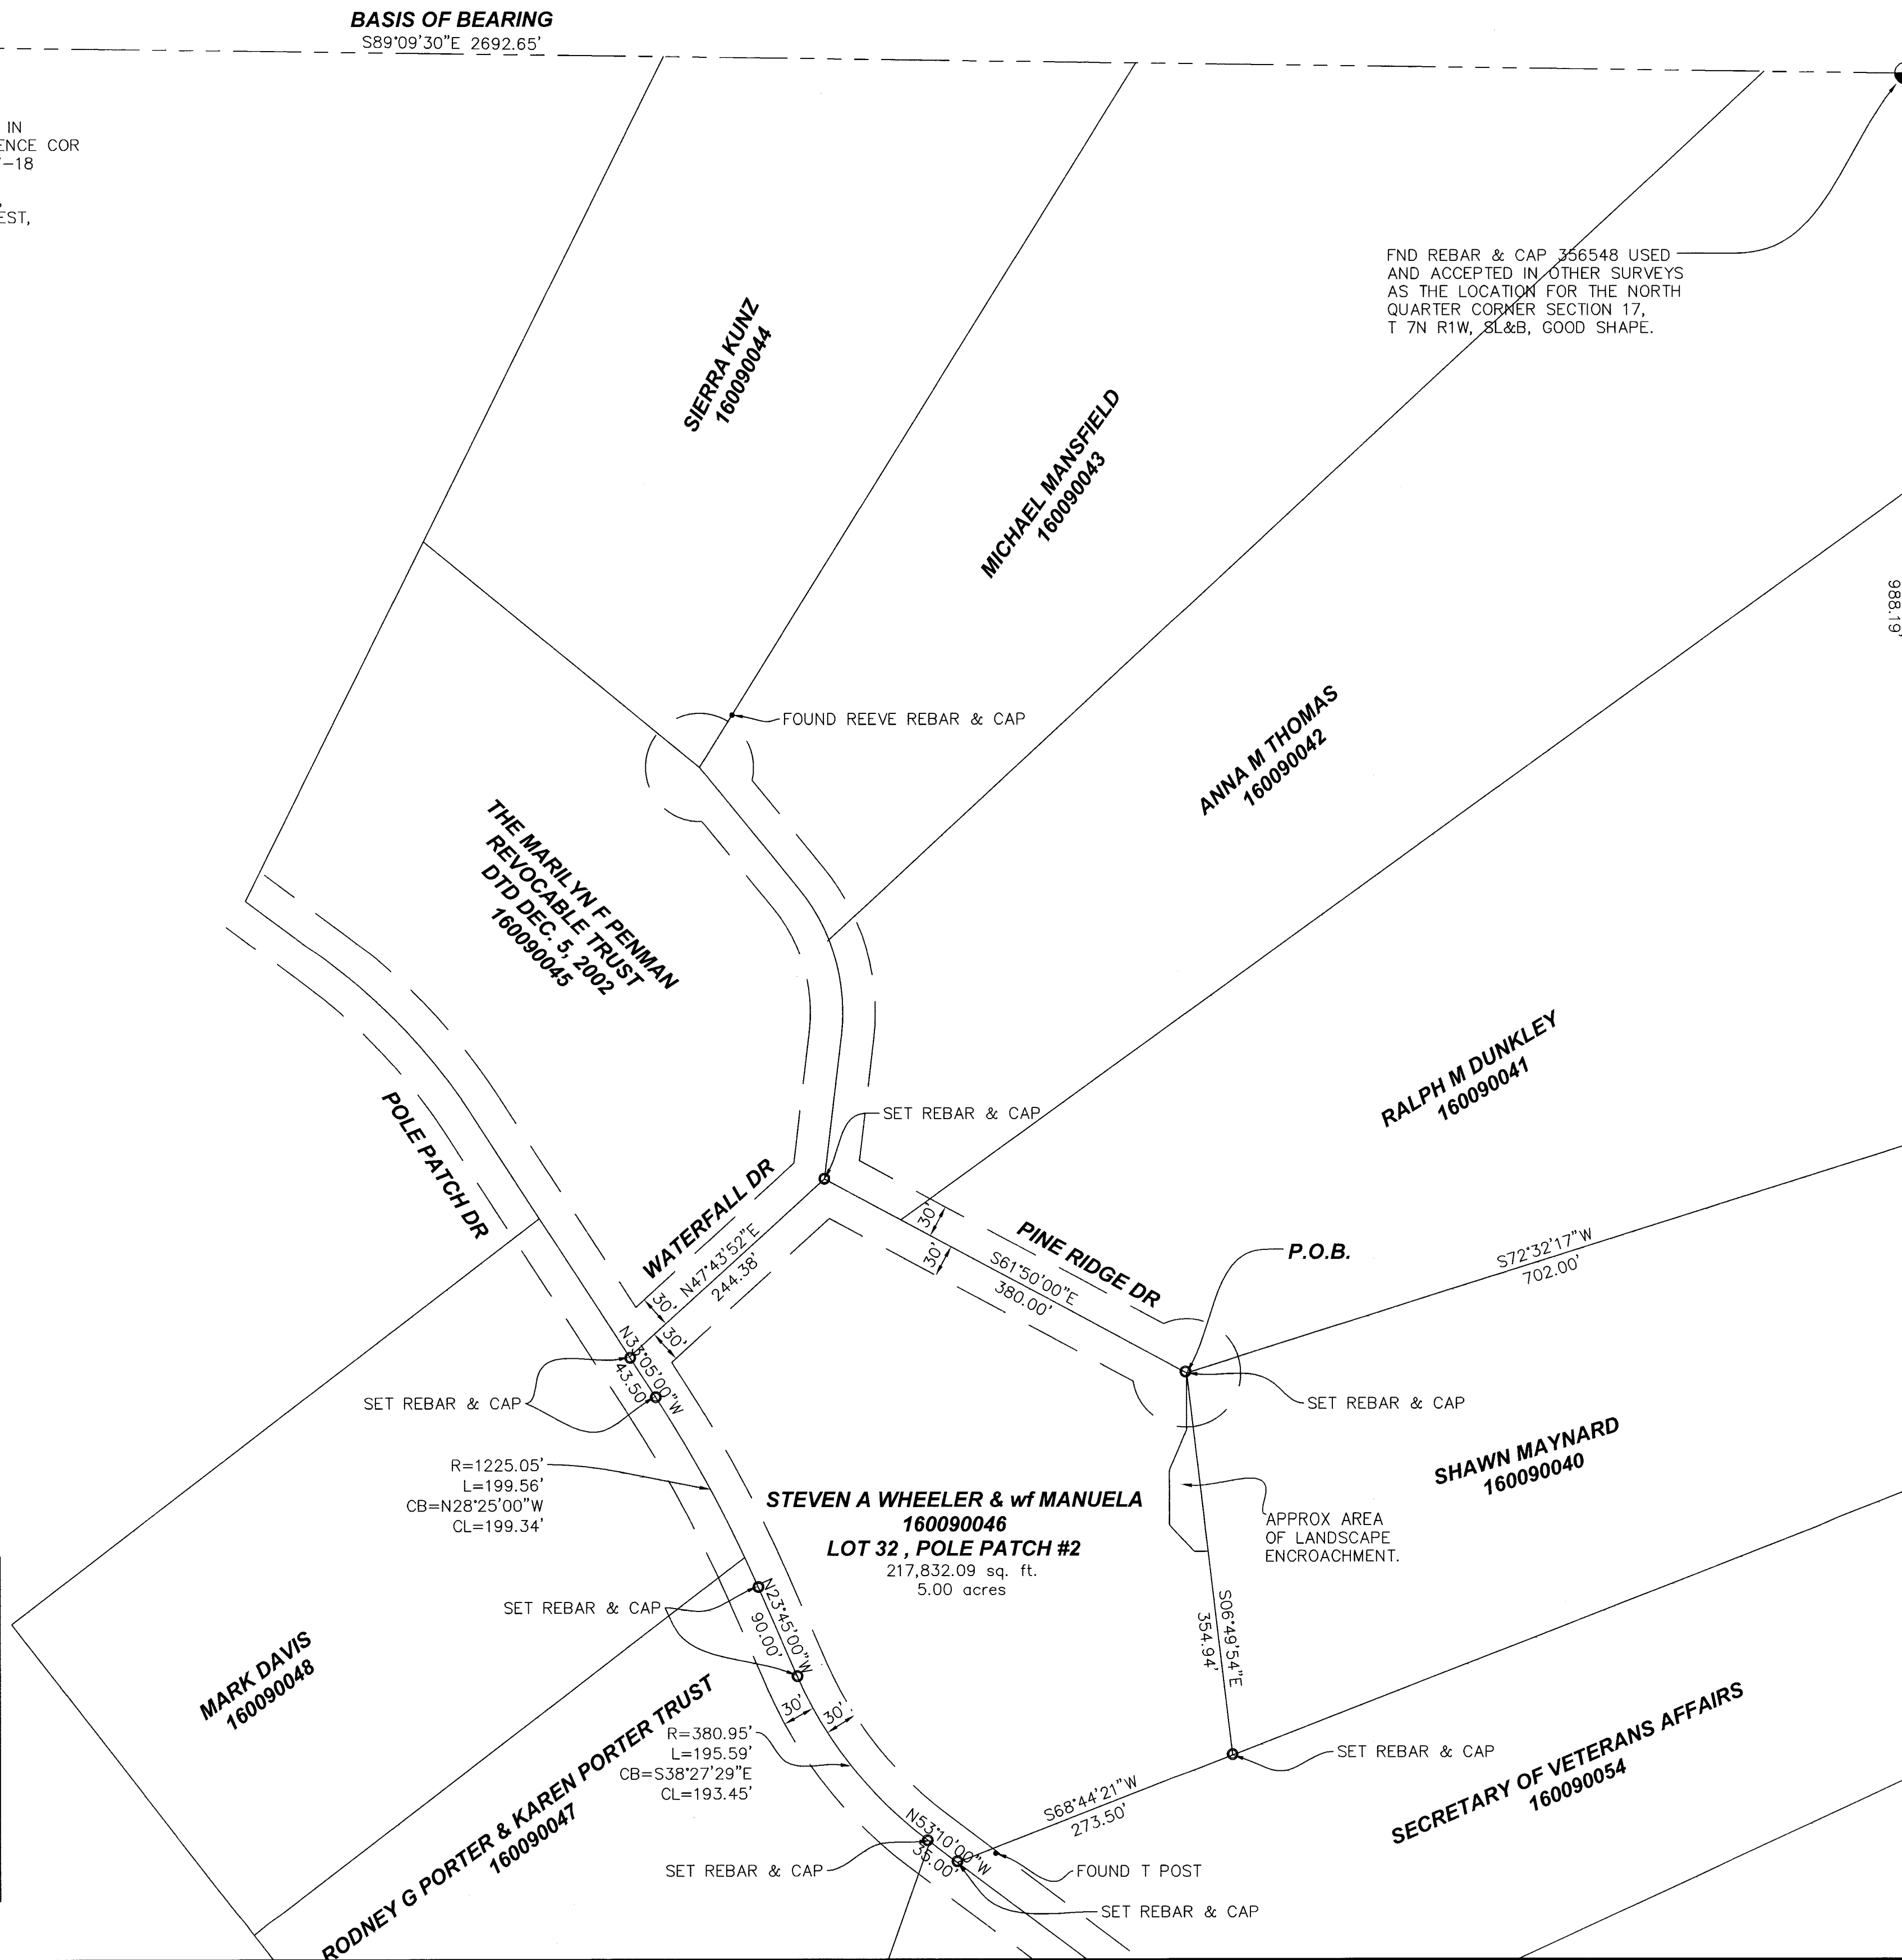 BASIS OF BEARING
S89°09'30"E 2692.65'
IN
ENCE COR
-18
EST,
FND REBAR & CAP 356548 USED
AND ACCEPTED IN OTHER SURVEYS
AS THE LOCATION FOR THE NORTH
QUARTER CORNER SECTION 17,
T 7N R1W, SL&B, GOOD SHAPE.
SIERRA KUNZ
160090044
MICHAEL MANSFIELD
160090043
988.19'
FOUND REEVE REBAR & CAP
ANNA M THOMAS
160090042
THE MARILYN F PENMAN
REVOCABLE TRUST
DTD DEC. 5, 2002
160090045
RALPH M DUNKLEY
160090041
POLE PATCH DR
SET REBAR & CAP
WATERFALL DR
N47°43'52"E
244.38'
30'
30'
30'
30'
PINE RIDGE DR
S61°50'00"E
380.00'
P.O.B.
S72°32'17"W
702.00'
N33°05'00"W
43.50'
SET REBAR & CAP
SET REBAR & CAP
SHAWN MAYNARD
160090040
R=1225.05'
L=199.56'
CB=N28°25'00"W
CL=199.34'
STEVEN A WHEELER & wf MANUELA
160090046
LOT 32 , POLE PATCH #2
217,832.09 sq. ft.
5.00 acres
APPROX AREA
OF LANDSCAPE
ENCROACHMENT.
SET REBAR & CAP
N23°45'00"W
90.00'
S06°49'54"E
354.94'
MARK DAVIS
160090048
RODNEY G PORTER & KAREN PORTER TRUST
160090047
30'
30'
R=380.95'
L=195.59'
CB=S38°27'29"E
CL=193.45'
SET REBAR & CAP
SECRETARY OF VETERANS AFFAIRS
160090054
S68°44'21"W
273.50'
N53°10'00"W
35.00'
SET REBAR & CAP
FOUND T POST
SET REBAR & CAP